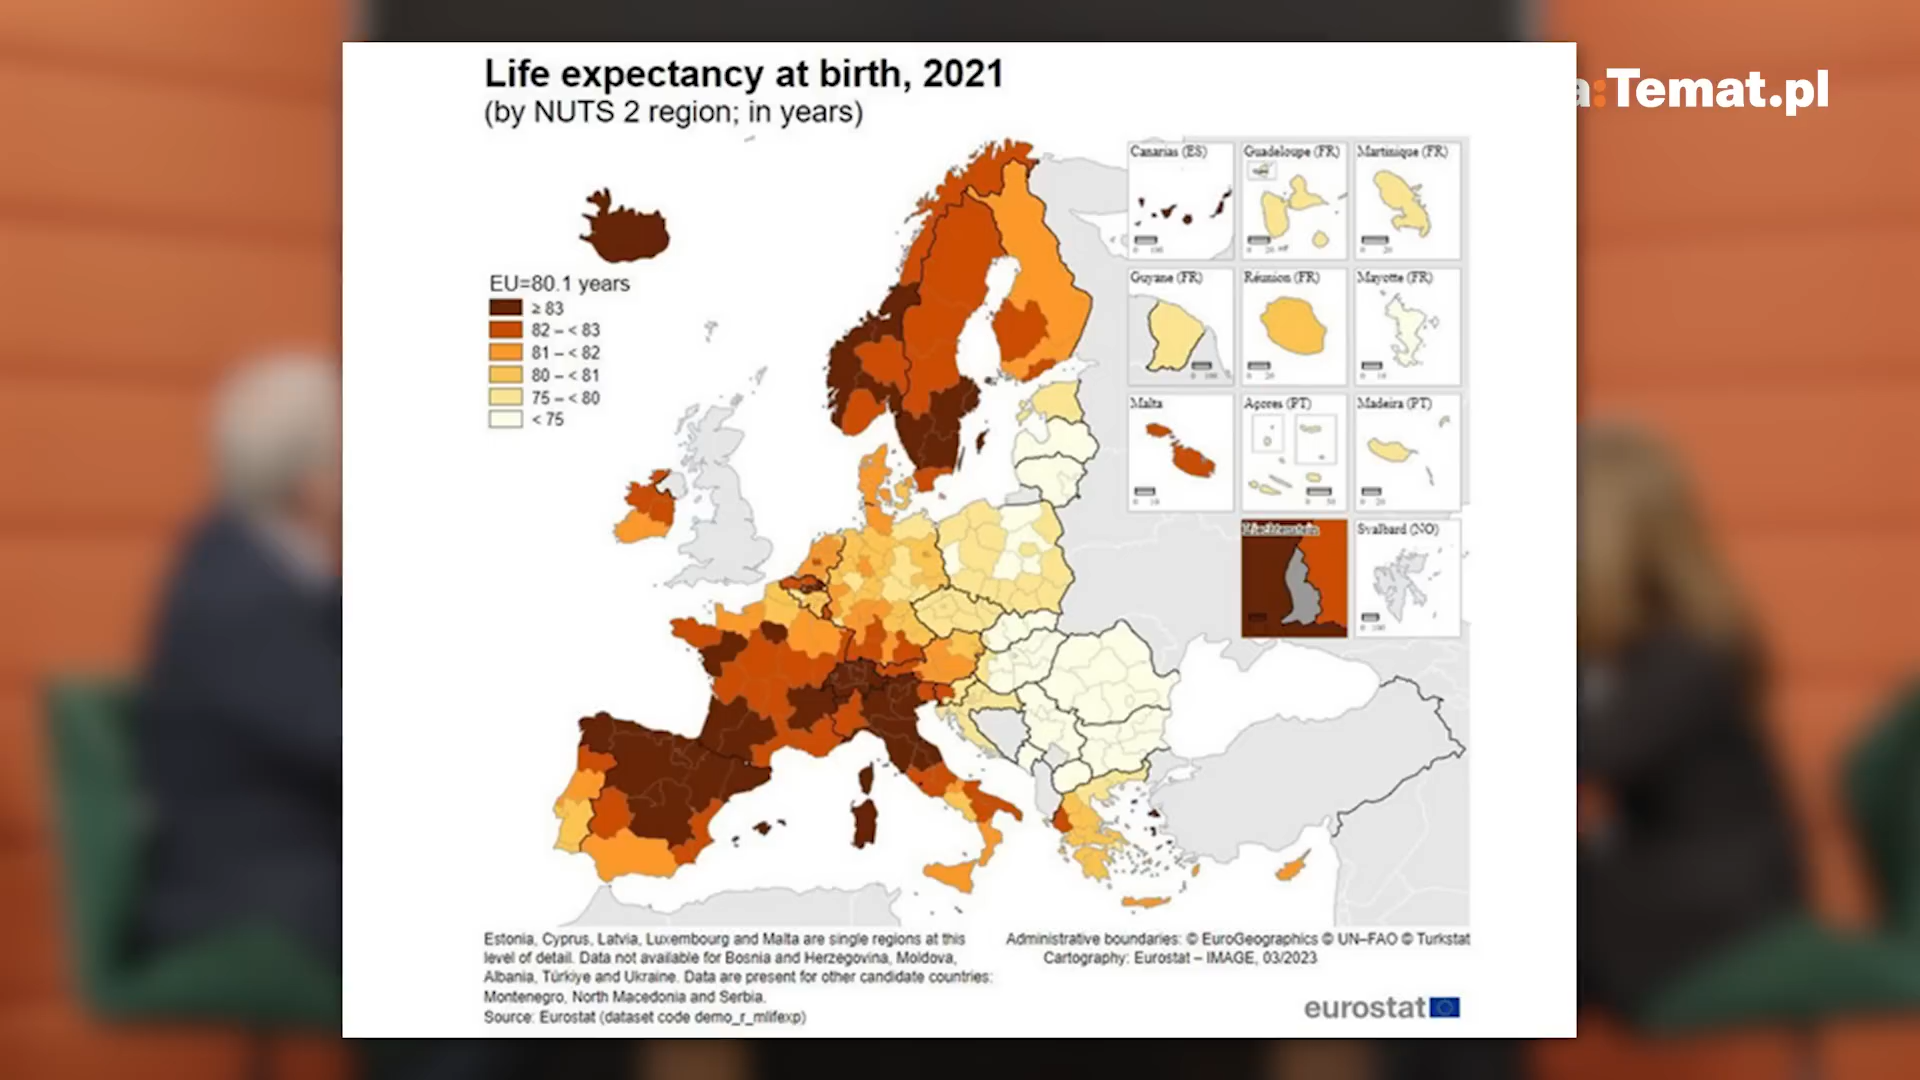 Life expectancy at birth, 2021
(by NUTS 2 region; in years)
a:Temat.pl
EU=80.1 years
≥ 83
82 – < 83
81 – < 82
80 – < 81
75 – < 80
< 75
Canarias (ES)
Guadeloupe (FR)
Martinique (FR)
Guyane (FR)
Réunion (FR)
Mayotte (FR)
Malta
Açores (PT)
Madeira (PT)
Liechtenstein
Svalbard (NO)
Estonia, Cyprus, Latvia, Luxembourg and Malta are single regions at this
level of detail. Data not available for Bosnia and Herzegovina, Moldova,
Albania, Türkiye and Ukraine. Data are present for other candidate countries:
Montenegro, North Macedonia and Serbia.
Source: Eurostat (dataset code demo_r_mlifexp)
Administrative boundaries: © EuroGeographics © UN–FAO © Turkstat
Cartography: Eurostat – IMAGE, 03/2023
eurostat